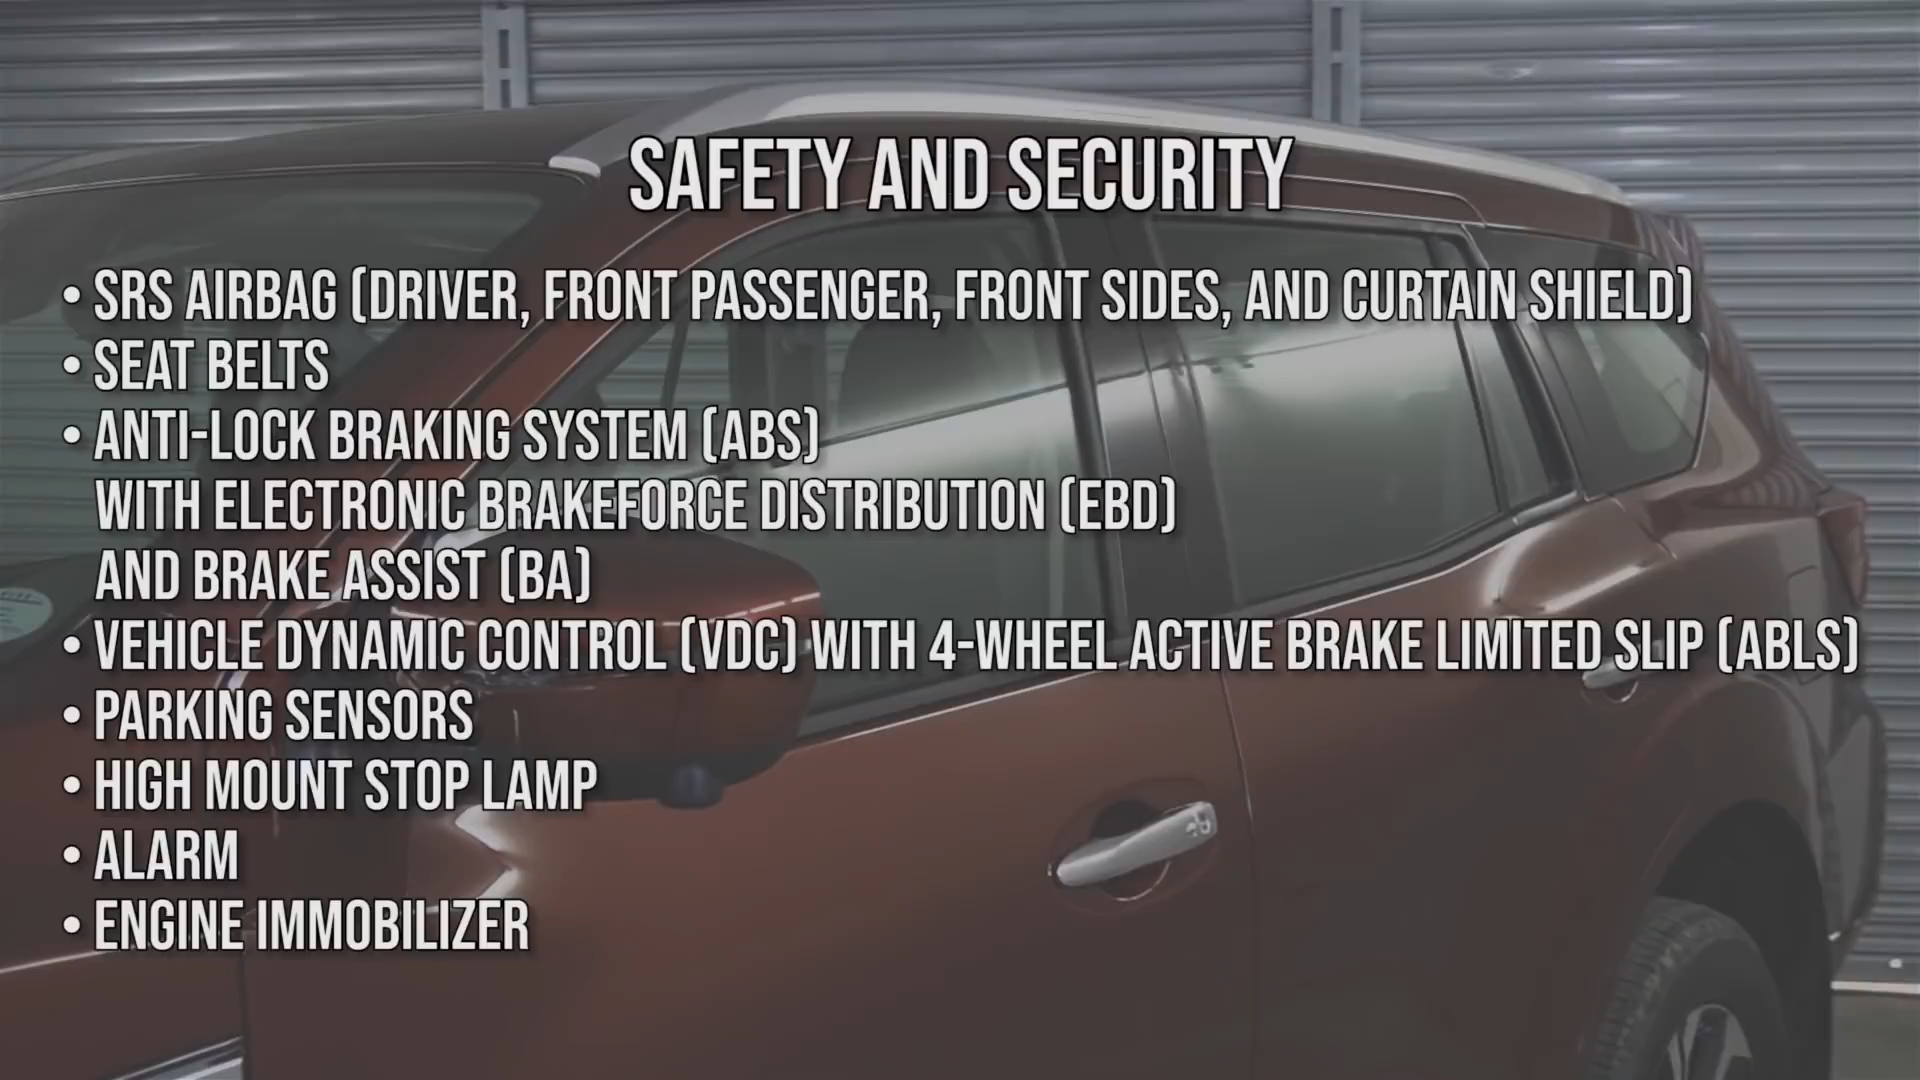 SAFETY AND SECURITY
• SRS AIRBAG (DRIVER, FRONT PASSENGER, FRONT SIDES, AND CURTAIN SHIELD)
• SEAT BELTS
• ANTI-LOCK BRAKING SYSTEM (ABS)
WITH ELECTRONIC BRAKEFORCE DISTRIBUTION (EBD)
AND BRAKE ASSIST (BA)
• VEHICLE DYNAMIC CONTROL (VDC) WITH 4-WHEEL ACTIVE BRAKE LIMITED SLIP (ABLS)
• PARKING SENSORS
• HIGH MOUNT STOP LAMP
• ALARM
• ENGINE IMMOBILIZER